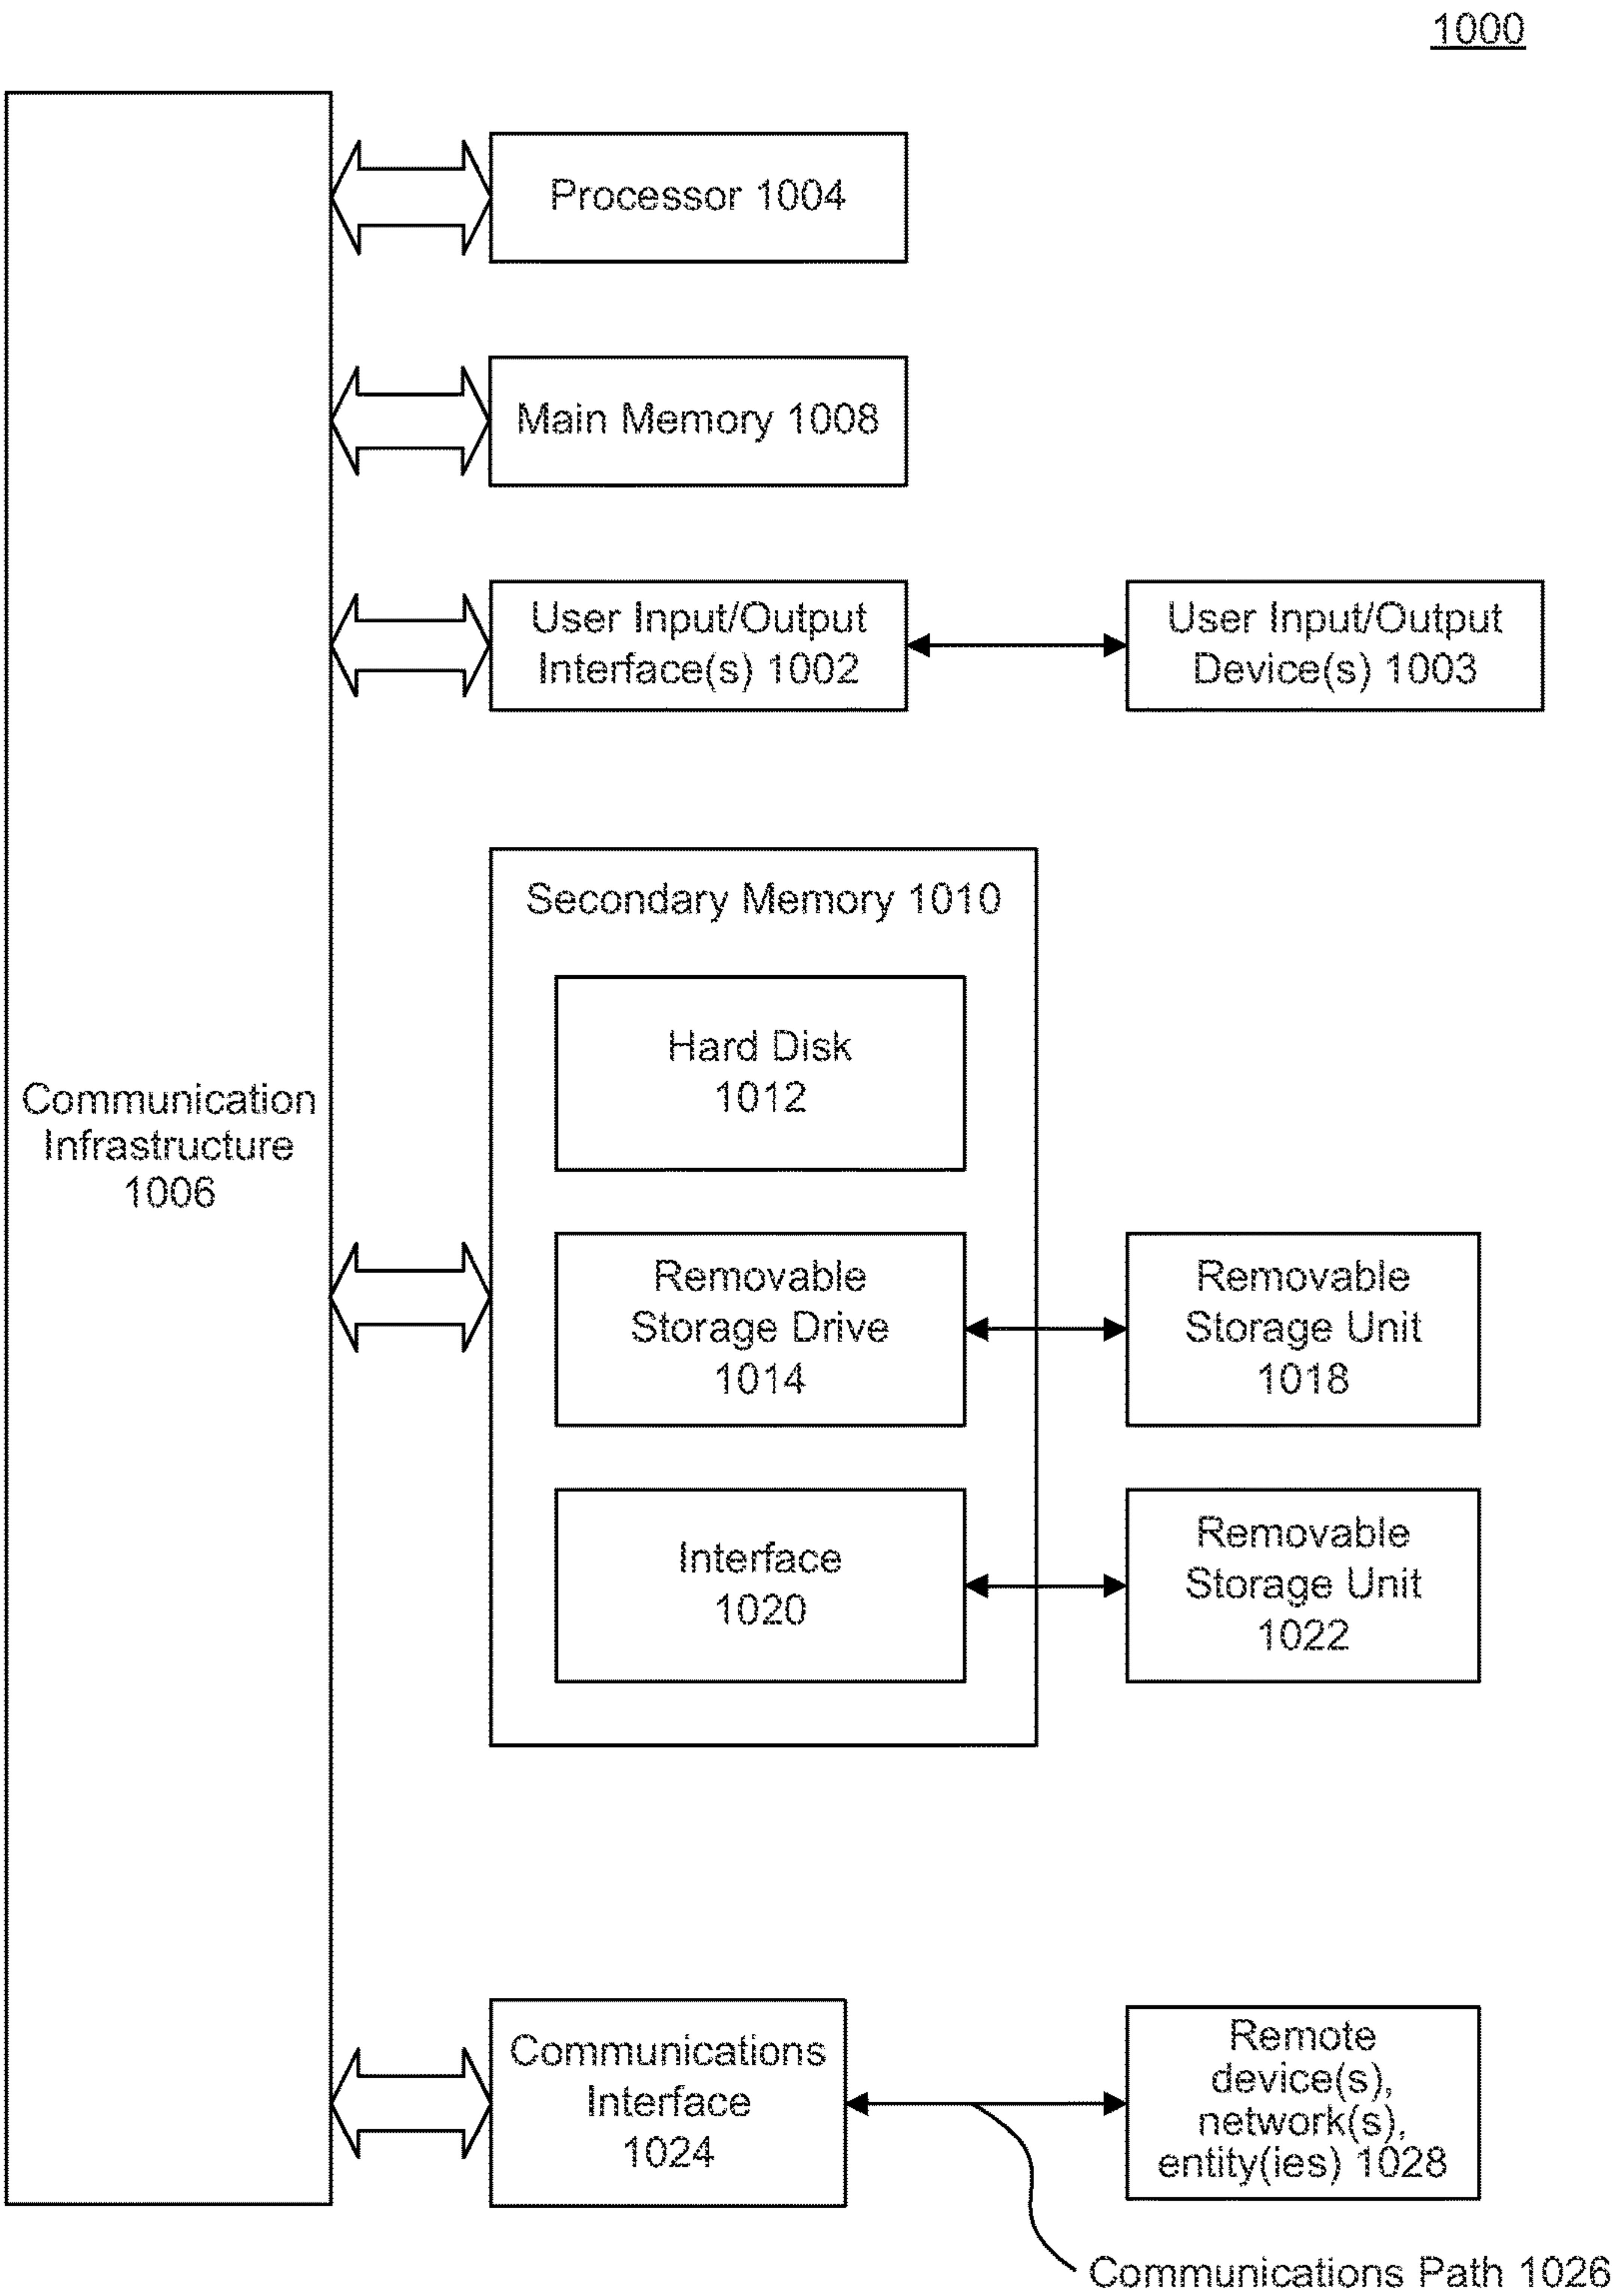 1000
Processor 1004
Main Memory 1008
User Input/Output
Interface(s) 1002
User Input/Output
Device(s) 1003
Secondary Memory 1010
Hard Disk
1012
Communication
Infrastructure
1006
Removable
Storage Drive
1014
Removable
Storage Unit
1018
Interface
1020
Removable
Storage Unit
1022
Communications
Interface
1024
Remote
device(s),
network(s),
entity(ies) 1028
Communications Path 1026